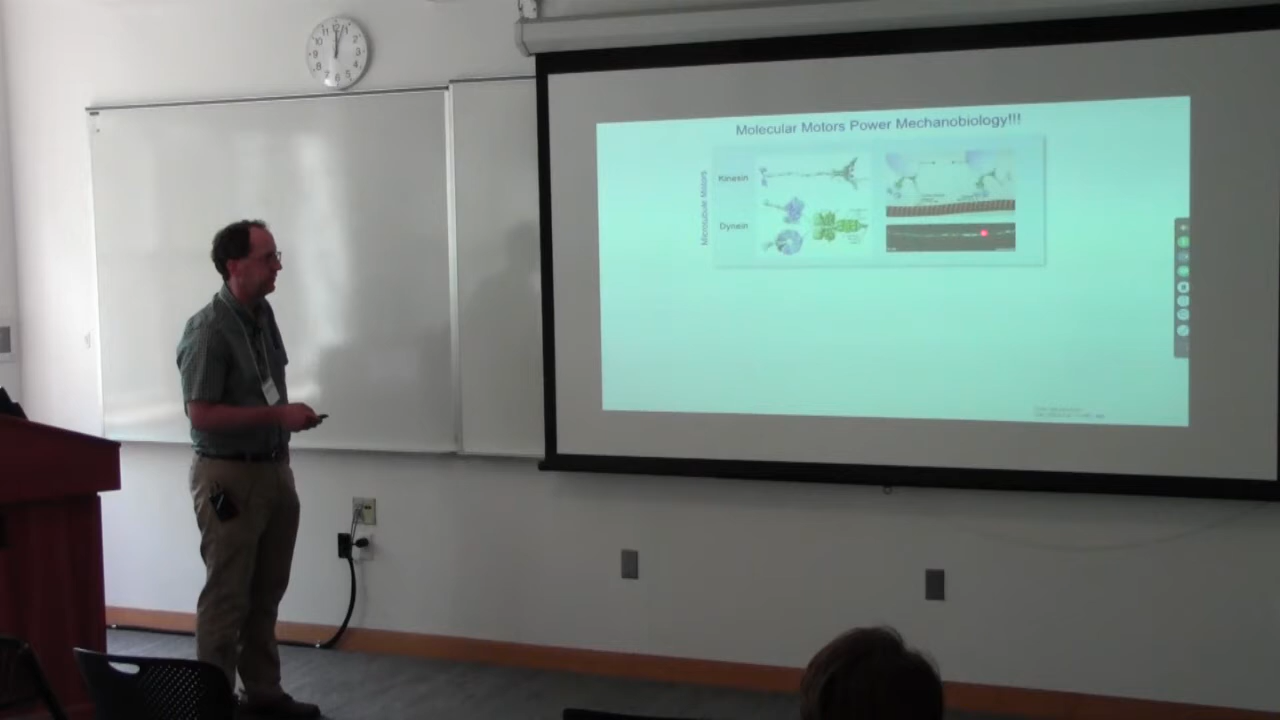 Molecular Motors Power Mechanobiology!!!
Microtubule Motors
Kinesin
Dynein